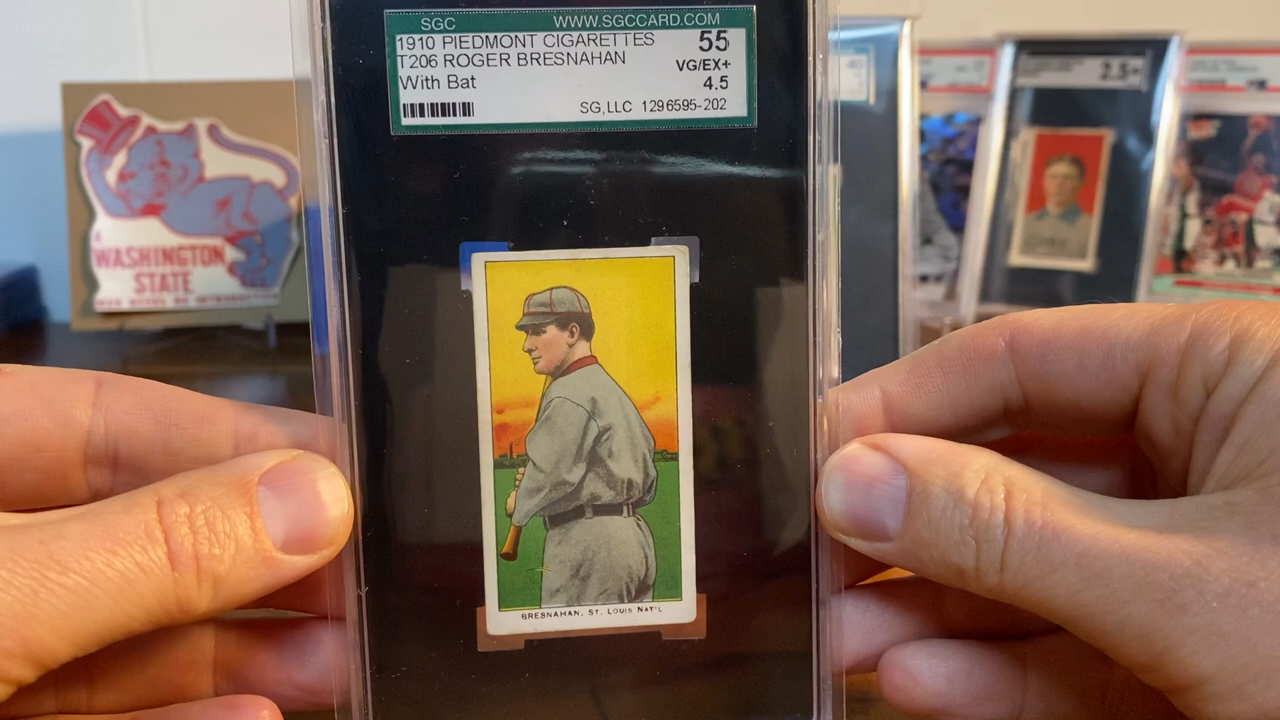 SGC WWW.SGCCARD.COM
1910 PIEDMONT CIGARETTES 55
T206 ROGER BRESNAHAN VG/EX+
With Bat 4.5
SG,LLC 1296595-202
BRESNAHAN, ST. LOUIS NAT'L
A
WASHINGTON
STATE
2.5